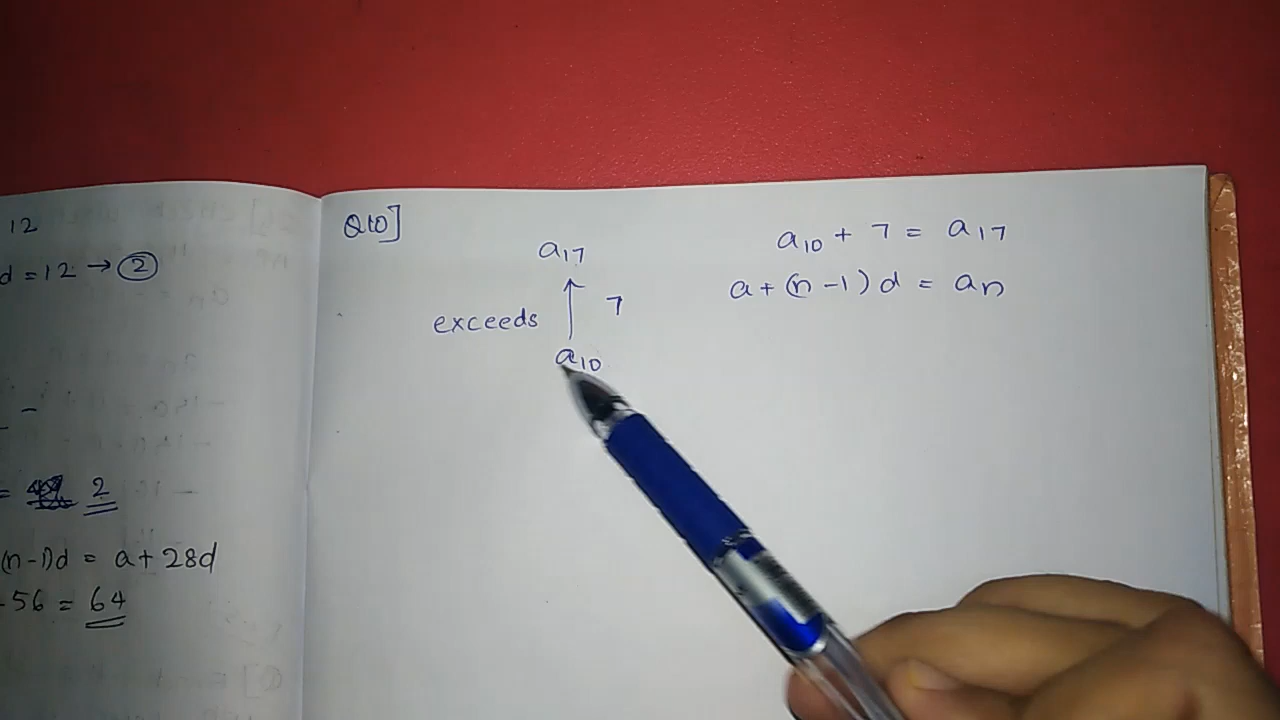 12
d = 12 → ②
= 2
(n-1)d = a + 28d
-56 = 64
Q10]
a₁₇
exceeds ↑ 7
a₁₀
a₁₀ + 7 = a₁₇
a + (n - 1) d = aₙ